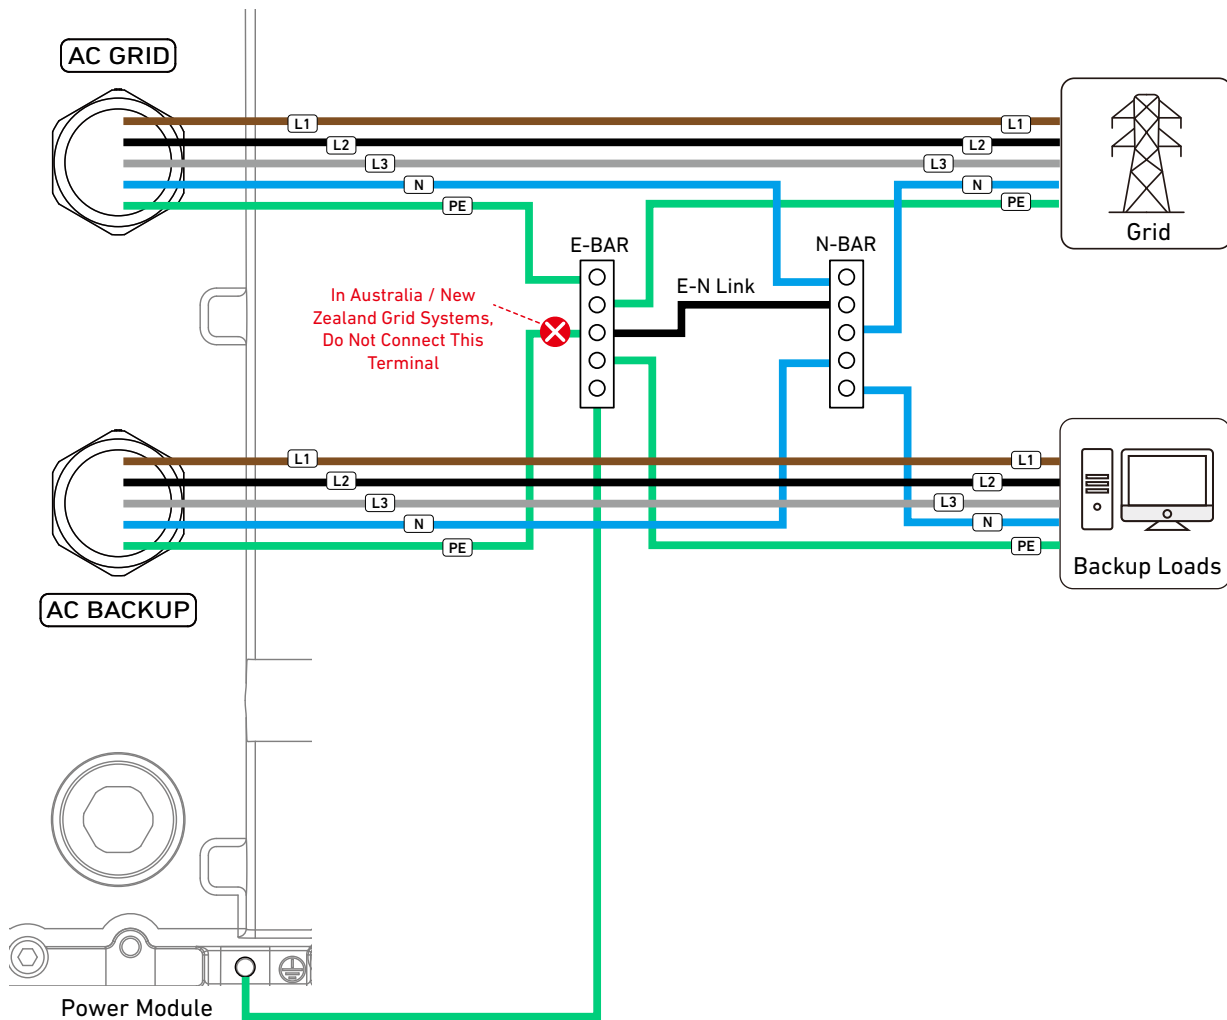 AC GRID
L1
L1
L2
L2
L3
L3
N
N
PE
PE
Grid
E-BAR
N-BAR
E-N Link
In Australia / New
Zealand Grid Systems,
Do Not Connect This
Terminal
L1
L1
L2
L2
L3
L3
N
N
PE
PE
Backup Loads
AC BACKUP
Power Module